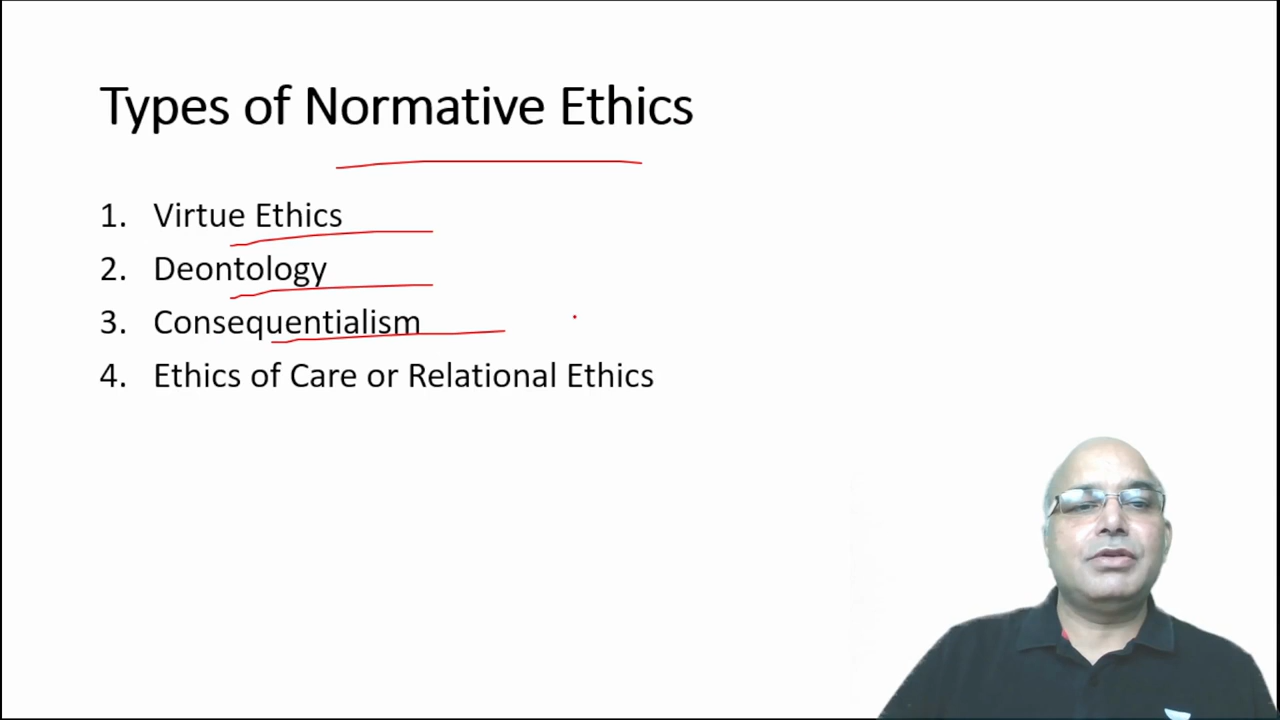 Types of Normative Ethics
1. Virtue Ethics
2. Deontology
3. Consequentialism
4. Ethics of Care or Relational Ethics